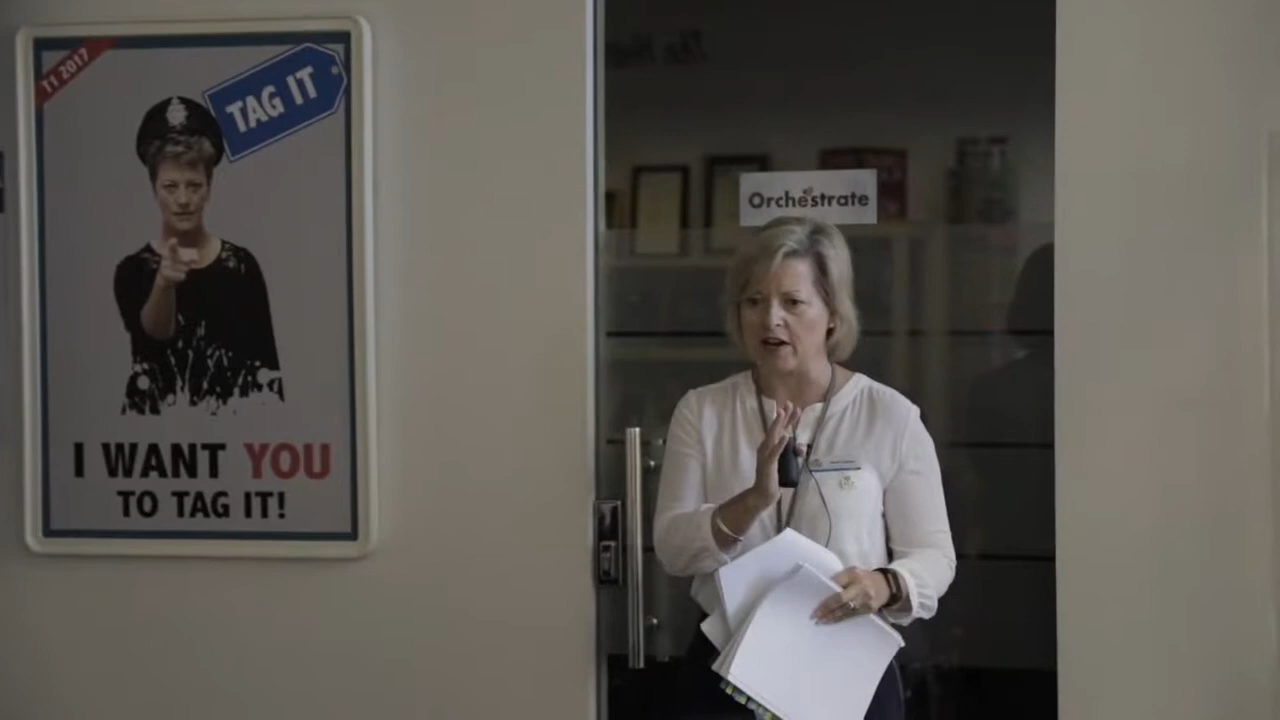 T1 2017
TAG IT
I WANT YOU
TO TAG IT!
Orchestrate